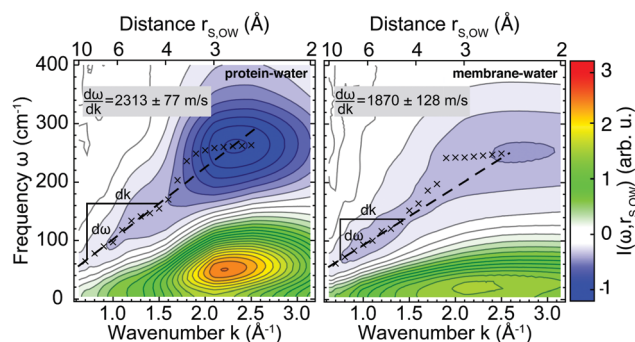 Distance r_S,OW (Å)
Distance r_S,OW (Å)
10 6 5 4 3 2
10 6 5 4 3 2
400
300
200
100
0
Frequency ω (cm⁻¹)
protein-water
dω/dk = 2313 ± 77 m/s
dk
dω
membrane-water
dω/dk = 1870 ± 128 m/s
dk
dω
1.0 1.5 2.0 2.5 3.0
1.0 1.5 2.0 2.5 3.0
Wavenumber k (Å⁻¹)
Wavenumber k (Å⁻¹)
3
2
1
0
-1
I(ω,r_OW) (arb. u.)